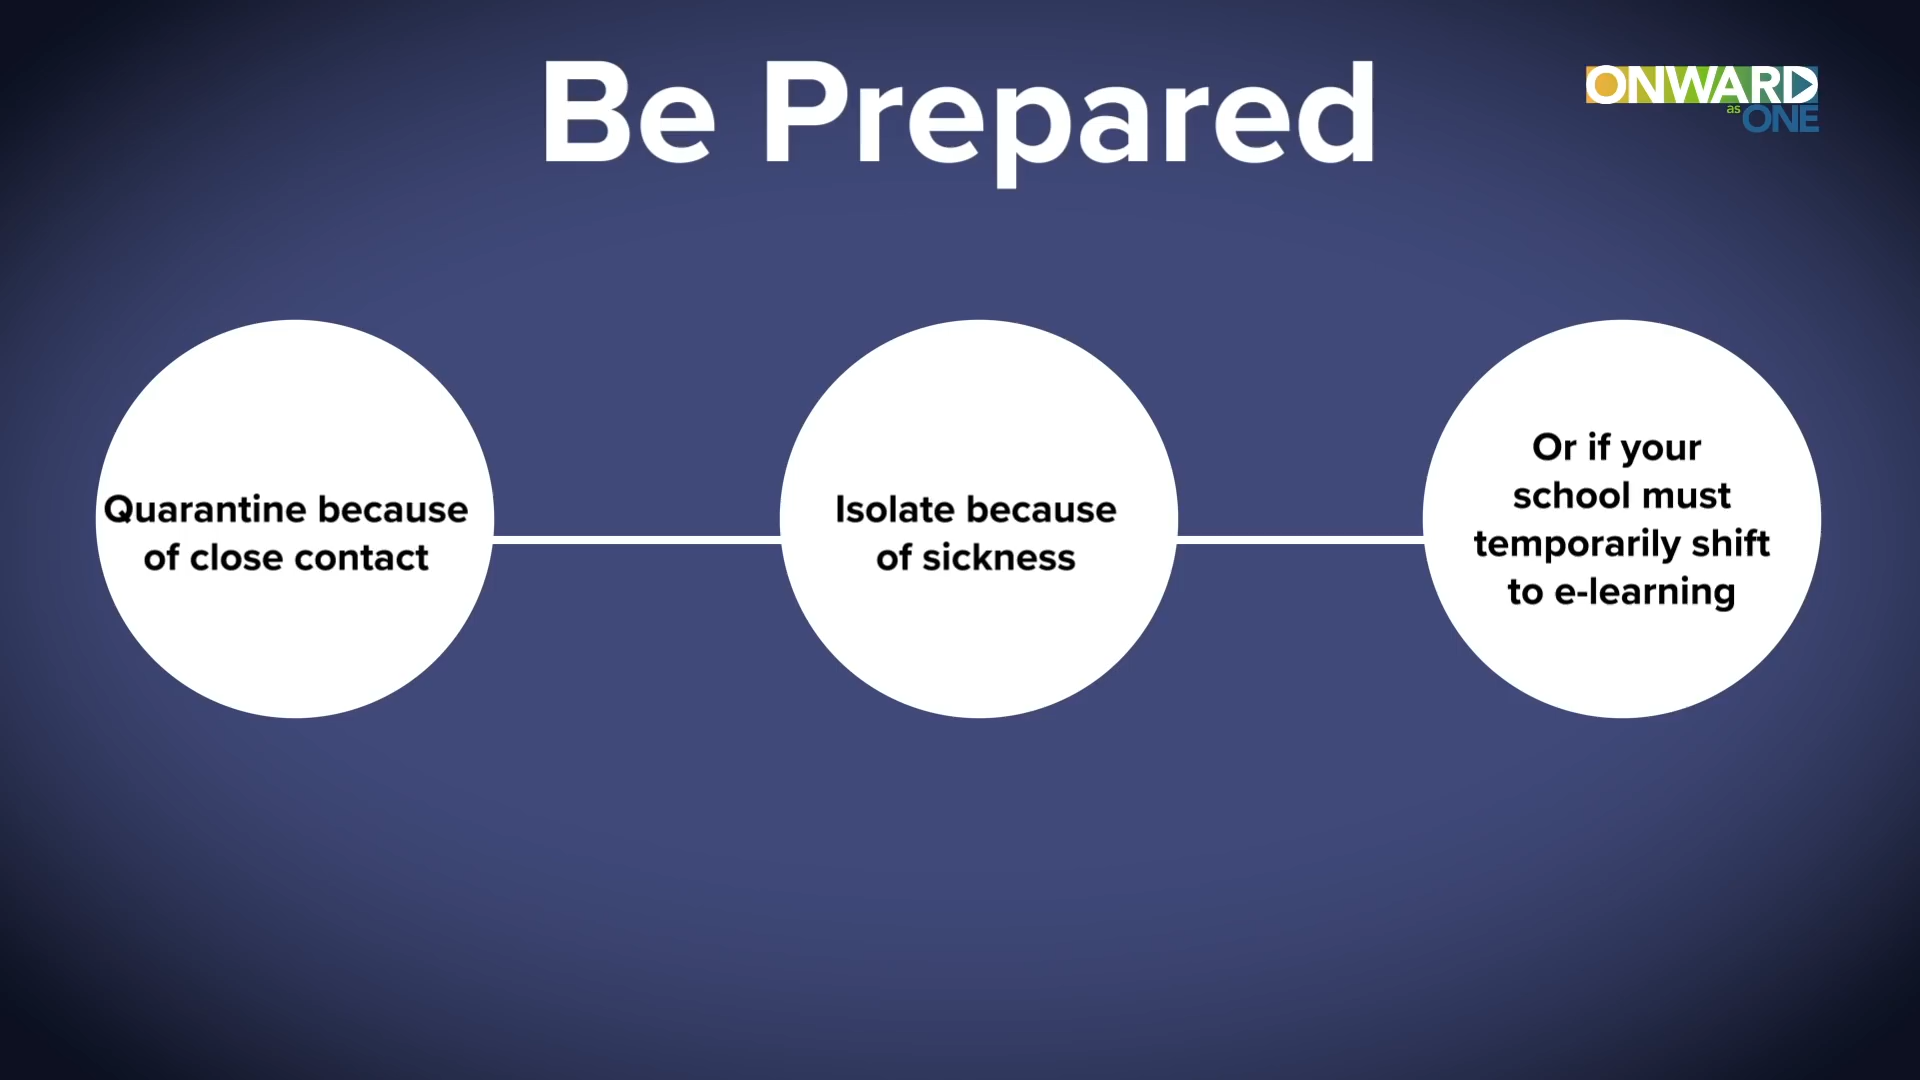 Be Prepared
ONWARD
as ONE
Quarantine because
of close contact
Isolate because
of sickness
Or if your
school must
temporarily shift
to e-learning